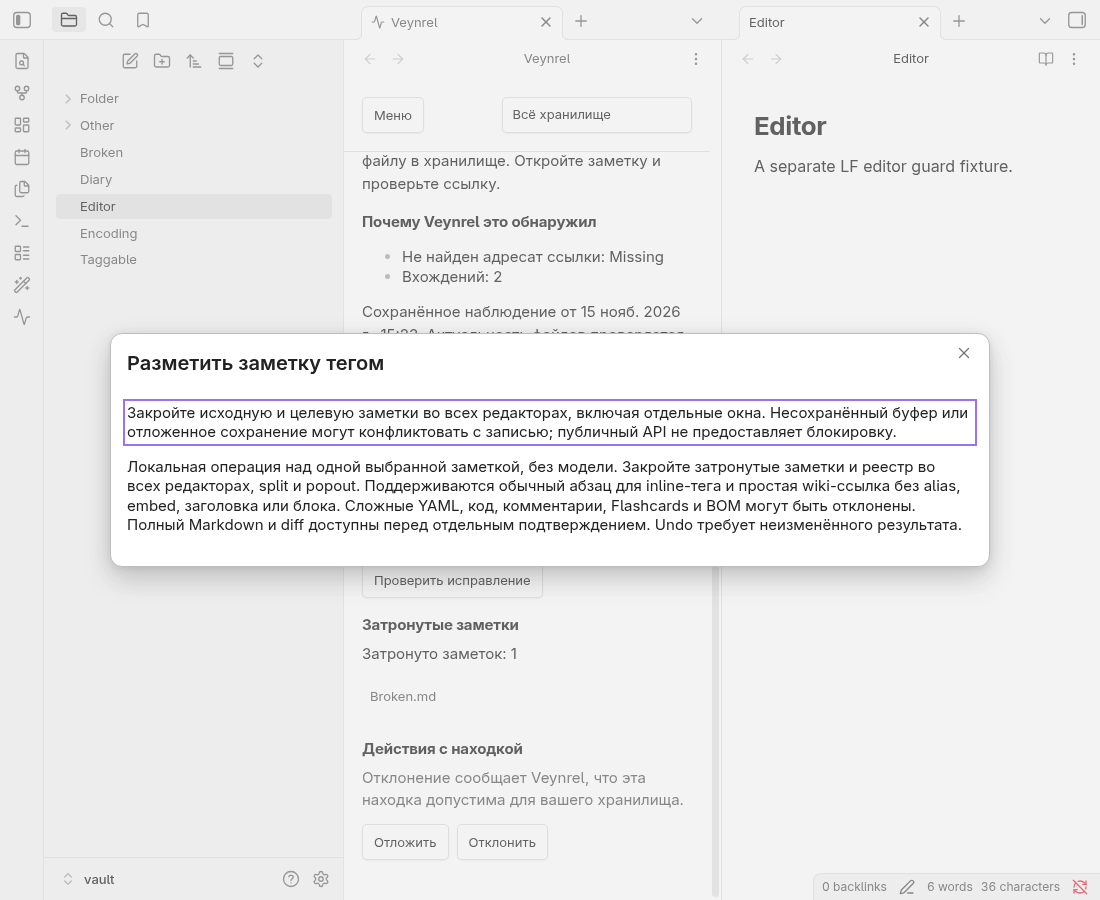 Veynrel
Editor
Veynrel
Editor
Folder
Other
Broken
Diary
Editor
Encoding
Taggable
Меню
Всё хранилище
файлу в хранилище. Откройте заметку и
проверьте ссылку.
Почему Veynrel это обнаружил
Не найден адресат ссылки: Missing
Вхождений: 2
Сохранённое наблюдение от 15 нояб. 2026
Editor
A separate LF editor guard fixture.
Разметить заметку тегом
Закройте исходную и целевую заметки во всех редакторах, включая отдельные окна. Несохранённый буфер или
отложенное сохранение могут конфликтовать с записью; публичный API не предоставляет блокировку.
Локальная операция над одной выбранной заметкой, без модели. Закройте затронутые заметки и реестр во
всех редакторах, split и popout. Поддерживаются обычный абзац для inline-тега и простая wiki-ссылка без alias,
embed, заголовка или блока. Сложные YAML, код, комментарии, Flashcards и BOM могут быть отклонены.
Полный Markdown и diff доступны перед отдельным подтверждением. Undo требует неизменённого результата.
Проверить исправление
Затронутые заметки
Затронуто заметок: 1
Broken.md
Действия с находкой
Отклонение сообщает Veynrel, что эта
находка допустима для вашего хранилища.
Отложить
Отклонить
vault
0 backlinks
6 words
36 characters